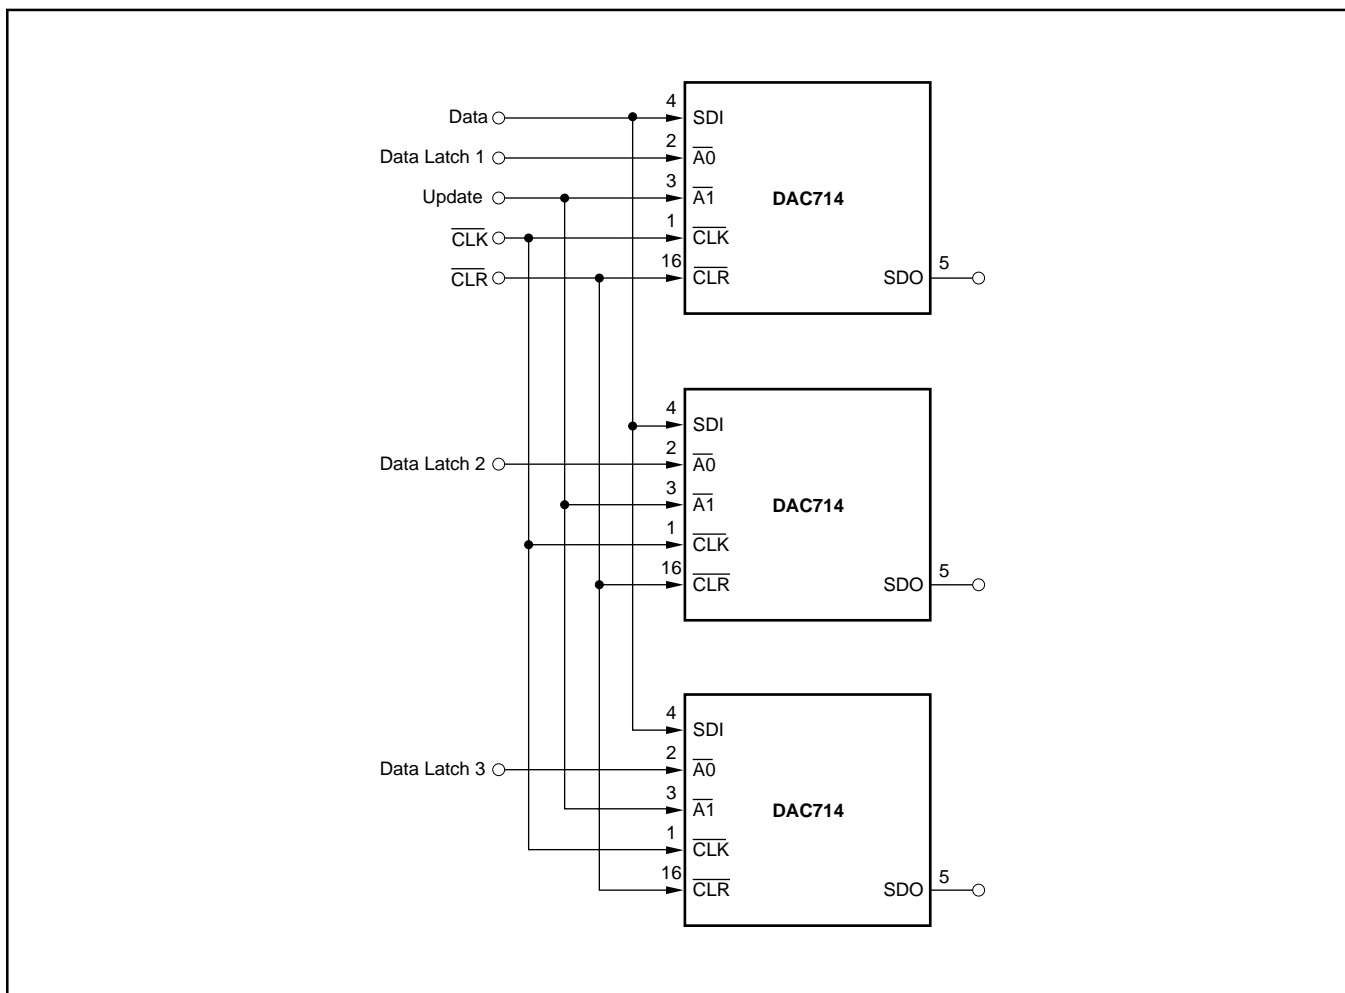 Data
4
SDI
Data Latch 1
2
A0
Update
3
A1
DAC714
CLK
1
CLK
CLR
16
CLR
SDO
5
4
SDI
Data Latch 2
2
A0
3
A1
DAC714
1
CLK
16
CLR
SDO
5
4
SDI
Data Latch 3
2
A0
3
A1
DAC714
1
CLK
16
CLR
SDO
5